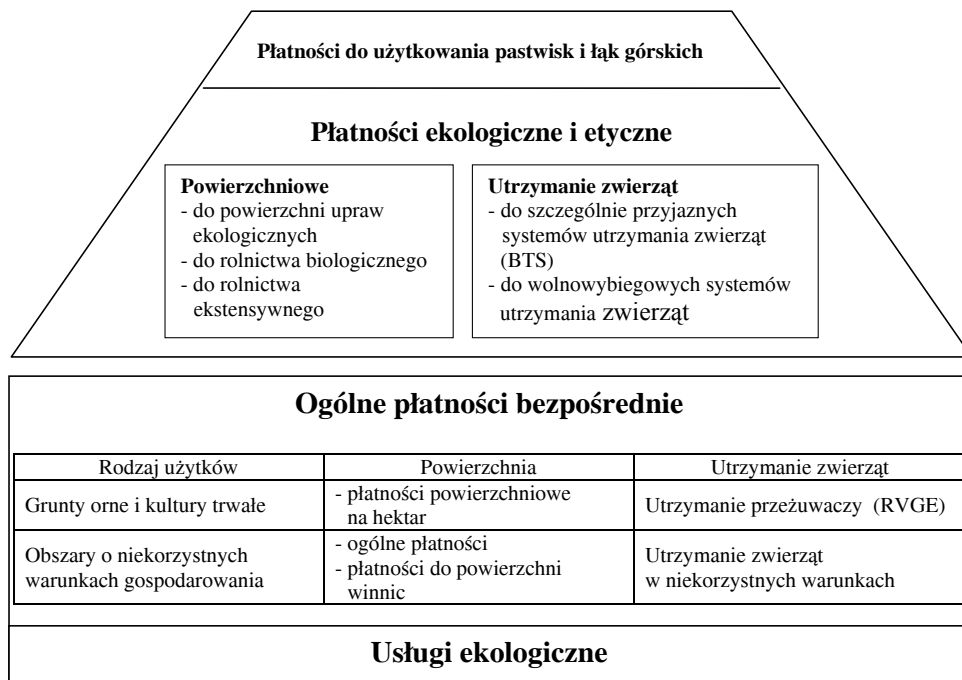 Płatności do użytkowania pastwisk i łąk górskich
Płatności ekologiczne i etyczne
Powierzchniowe
- do powierzchni upraw
ekologicznych
- do rolnictwa biologicznego
- do rolnictwa
ekstensywnego
Utrzymanie zwierząt
- do szczególnie przyjaznych
systemów utrzymania zwierząt
(BTS)
- do wolnowybiegowych systemów
utrzymania zwierząt
Ogólne płatności bezpośrednie
Rodzaj użytków
Powierzchnia
Utrzymanie zwierząt
Grunty orne i kultury trwałe
- płatności powierzchniowe
na hektar
Utrzymanie przeżuwaczy (RVGE)
Obszary o niekorzystnych
warunkach gospodarowania
- ogólne płatności
- płatności do powierzchni
winnic
Utrzymanie zwierząt
w niekorzystnych warunkach
Usługi ekologiczne